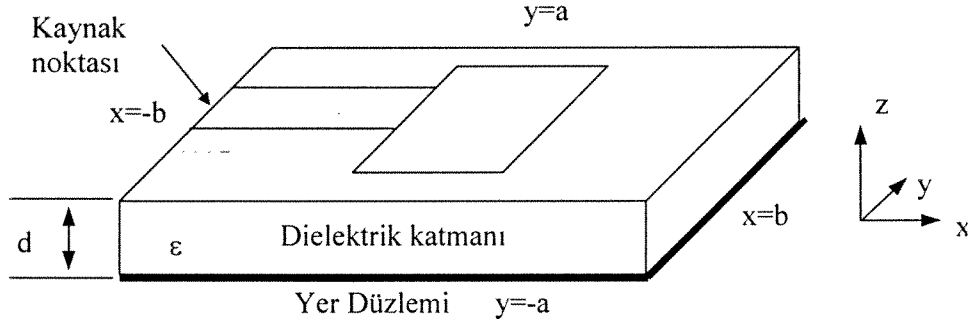 y=a
Kaynak
noktası
x=-b
z
y
x
x=b
d
ε
Dielektrik katmanı
Yer Düzlemi y=-a